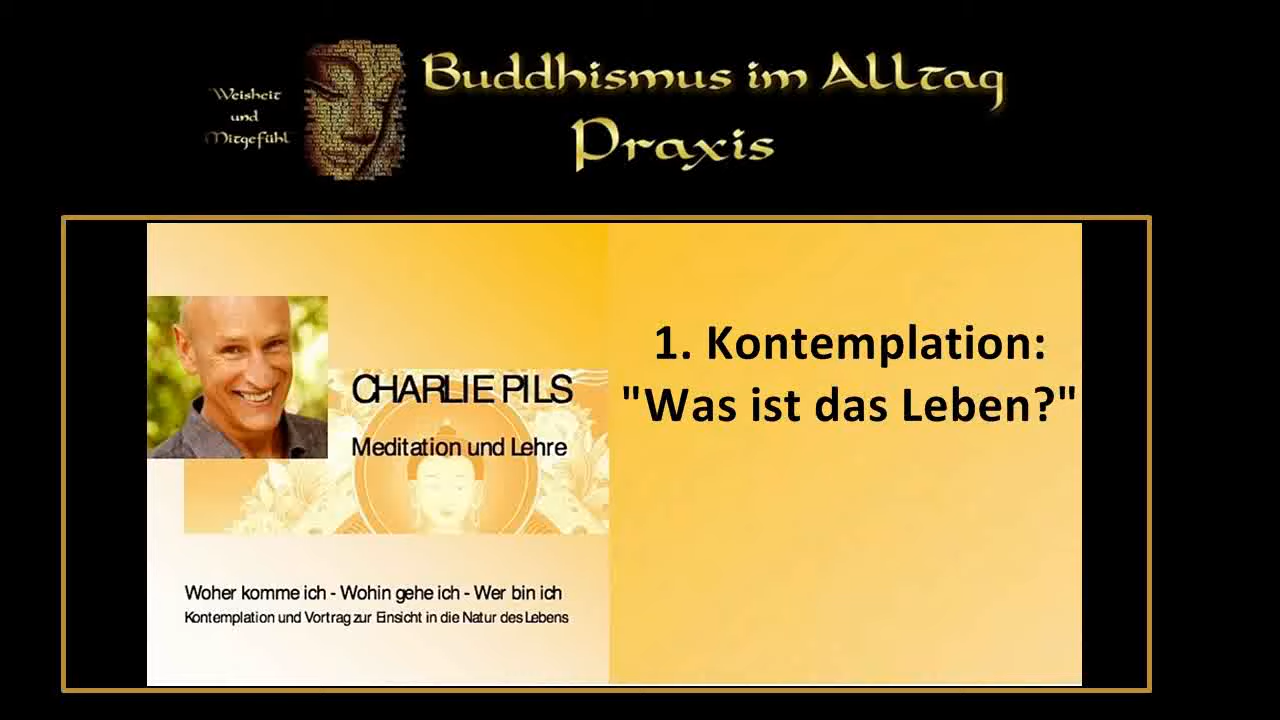 Weisheit
und
Mitgefühl
Buddhismus im Alltag
Praxis
CHARLIE PILS
Meditation und Lehre
Woher komme ich - Wohin gehe ich - Wer bin ich
Kontemplation und Vortrag zur Einsicht in die Natur des Lebens
1. Kontemplation:
"Was ist das Leben?"